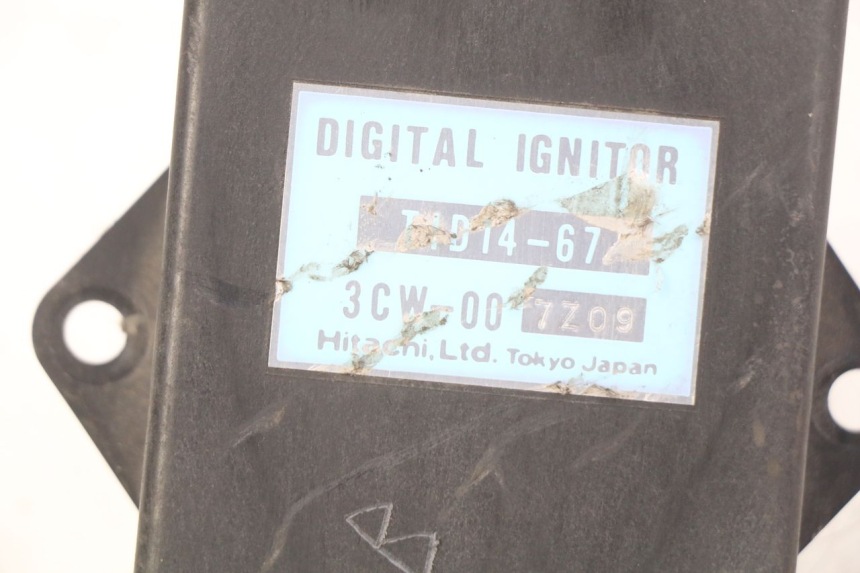 DIGITAL IGNITOR
3CW-00 7Z09
Hitachi, Ltd. Tokyo Japan
B